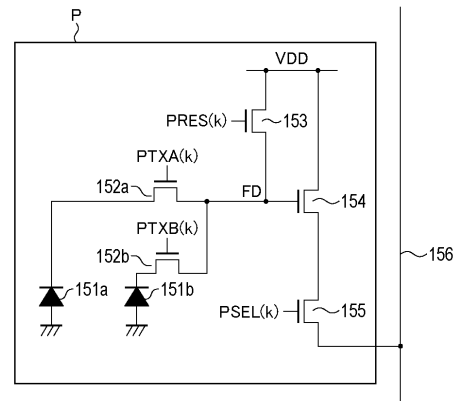 P
VDD
PRES(k)
153
PTXA(k)
152a
FD
154
PTXB(k)
152b
156
151a
151b
PSEL(k)
155